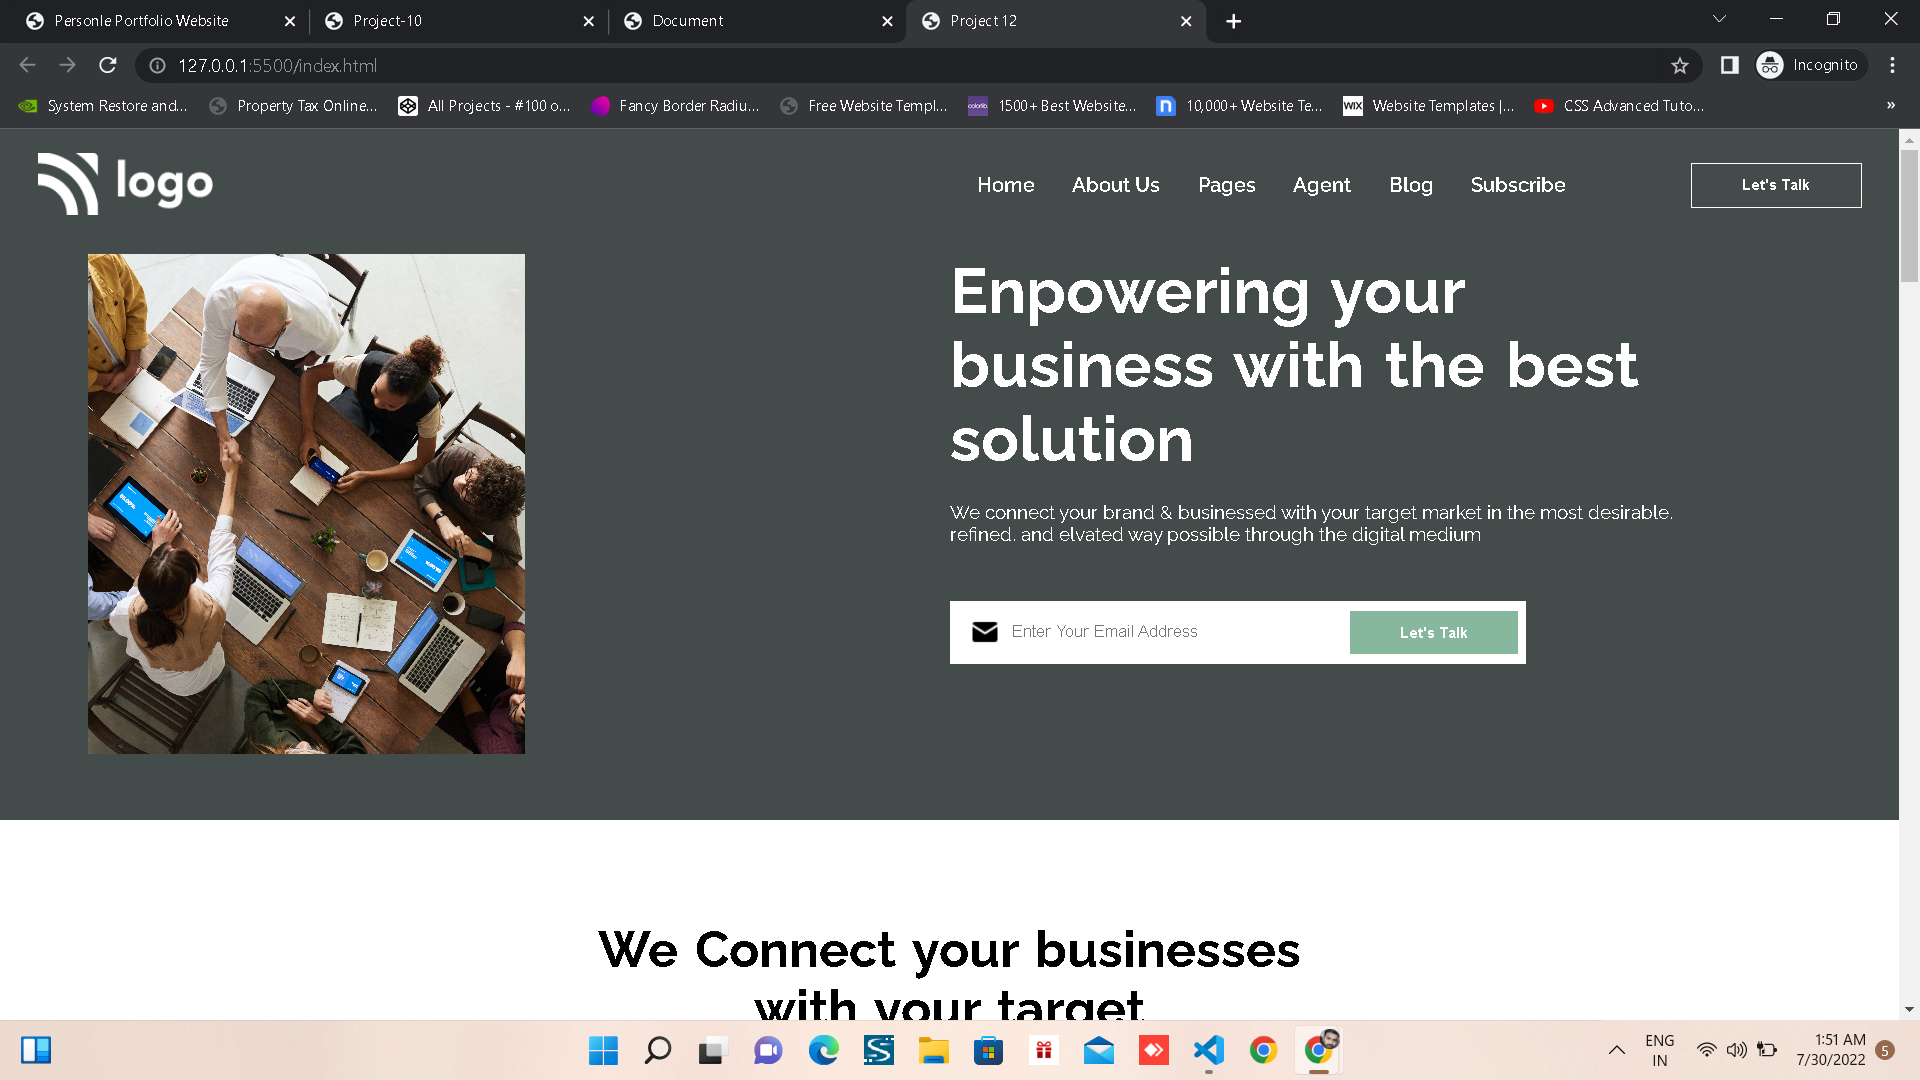 Personle Portfolio Website
Project-10
Document
Project 12
127.0.0.1:5500/index.html
Incognito
System Restore and...
Property Tax Online...
All Projects - #100 o...
Fancy Border Radiu...
Free Website Templ...
colorlib
1500+ Best Website...
n
10,000+ Website Te...
WIX
Website Templates |...
CSS Advanced Tuto...
»
logo
Home
About Us
Pages
Agent
Blog
Subscribe
Let's Talk
Enpowering your
business with the best
solution
We connect your brand & businessed with your target market in the most desirable.
refined. and elvated way possible through the digital medium
Enter Your Email Address
Let's Talk
We Connect your businesses
with your target
ENG
IN
1:51 AM
7/30/2022
5